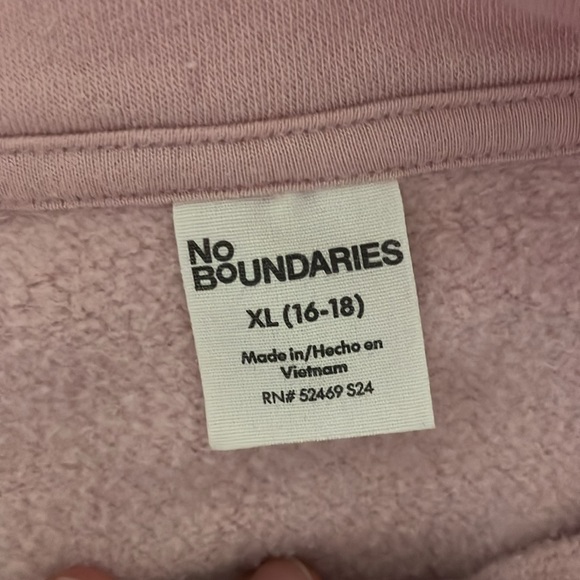 No
BoUNDARIES
XL (16-18)
Made in/Hecho en
Vietnam
RN# 52469 S24